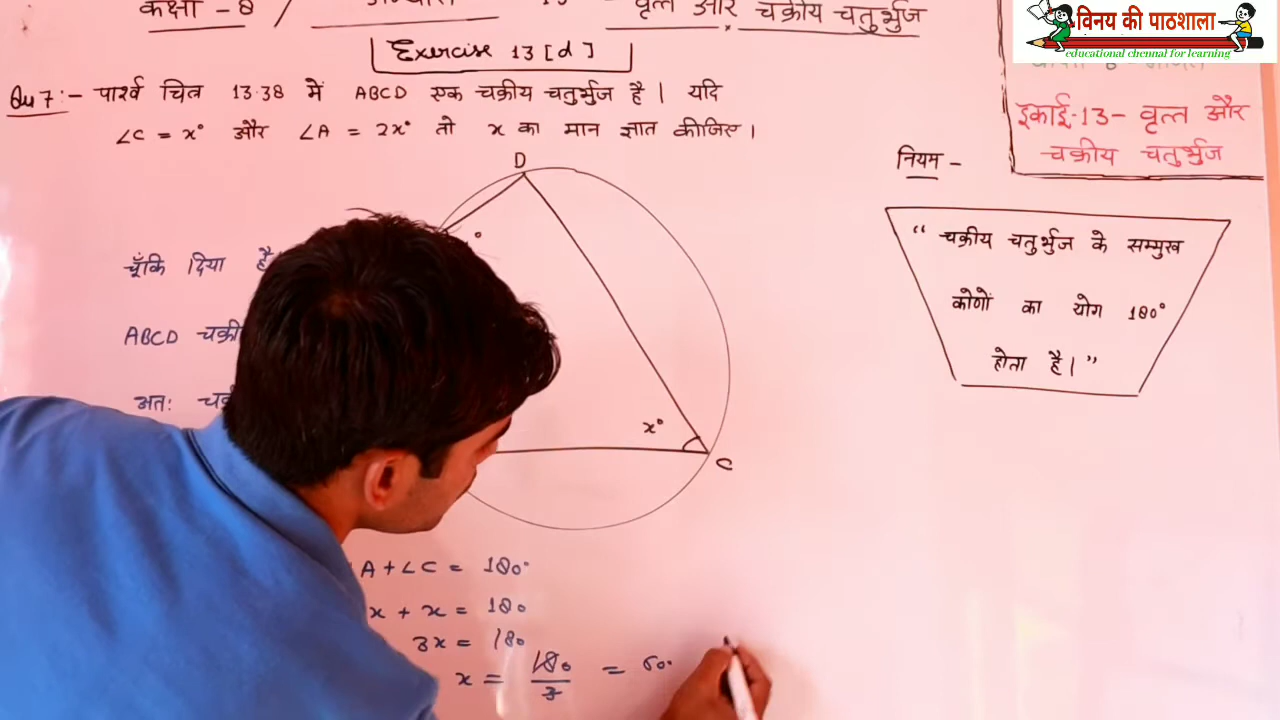 कक्षा - 8 / 13 - वृत्त और चक्रीय चतुर्भुज
Exercise 13 [d]
Qu 7:- पार्श्व चित्र 13.38 में ABCD एक चक्रीय चतुर्भुज है। यदि
∠C = x° और ∠A = 2x° तो x का मान ज्ञात कीजिए।
विनय की पाठशाला
educational chennal for learning
इकाई-13- वृत्त और
चक्रीय चतुर्भुज
नियम -
“ चक्रीय चतुर्भुज के सम्मुख
कोणों का योग 180°
होता है।”
D
चूँकि दिया है
ABCD चक्री
अतः
x°
C
A + ∠C = 180°
x + x = 180
3x = 180
x = 180/3 = 60°